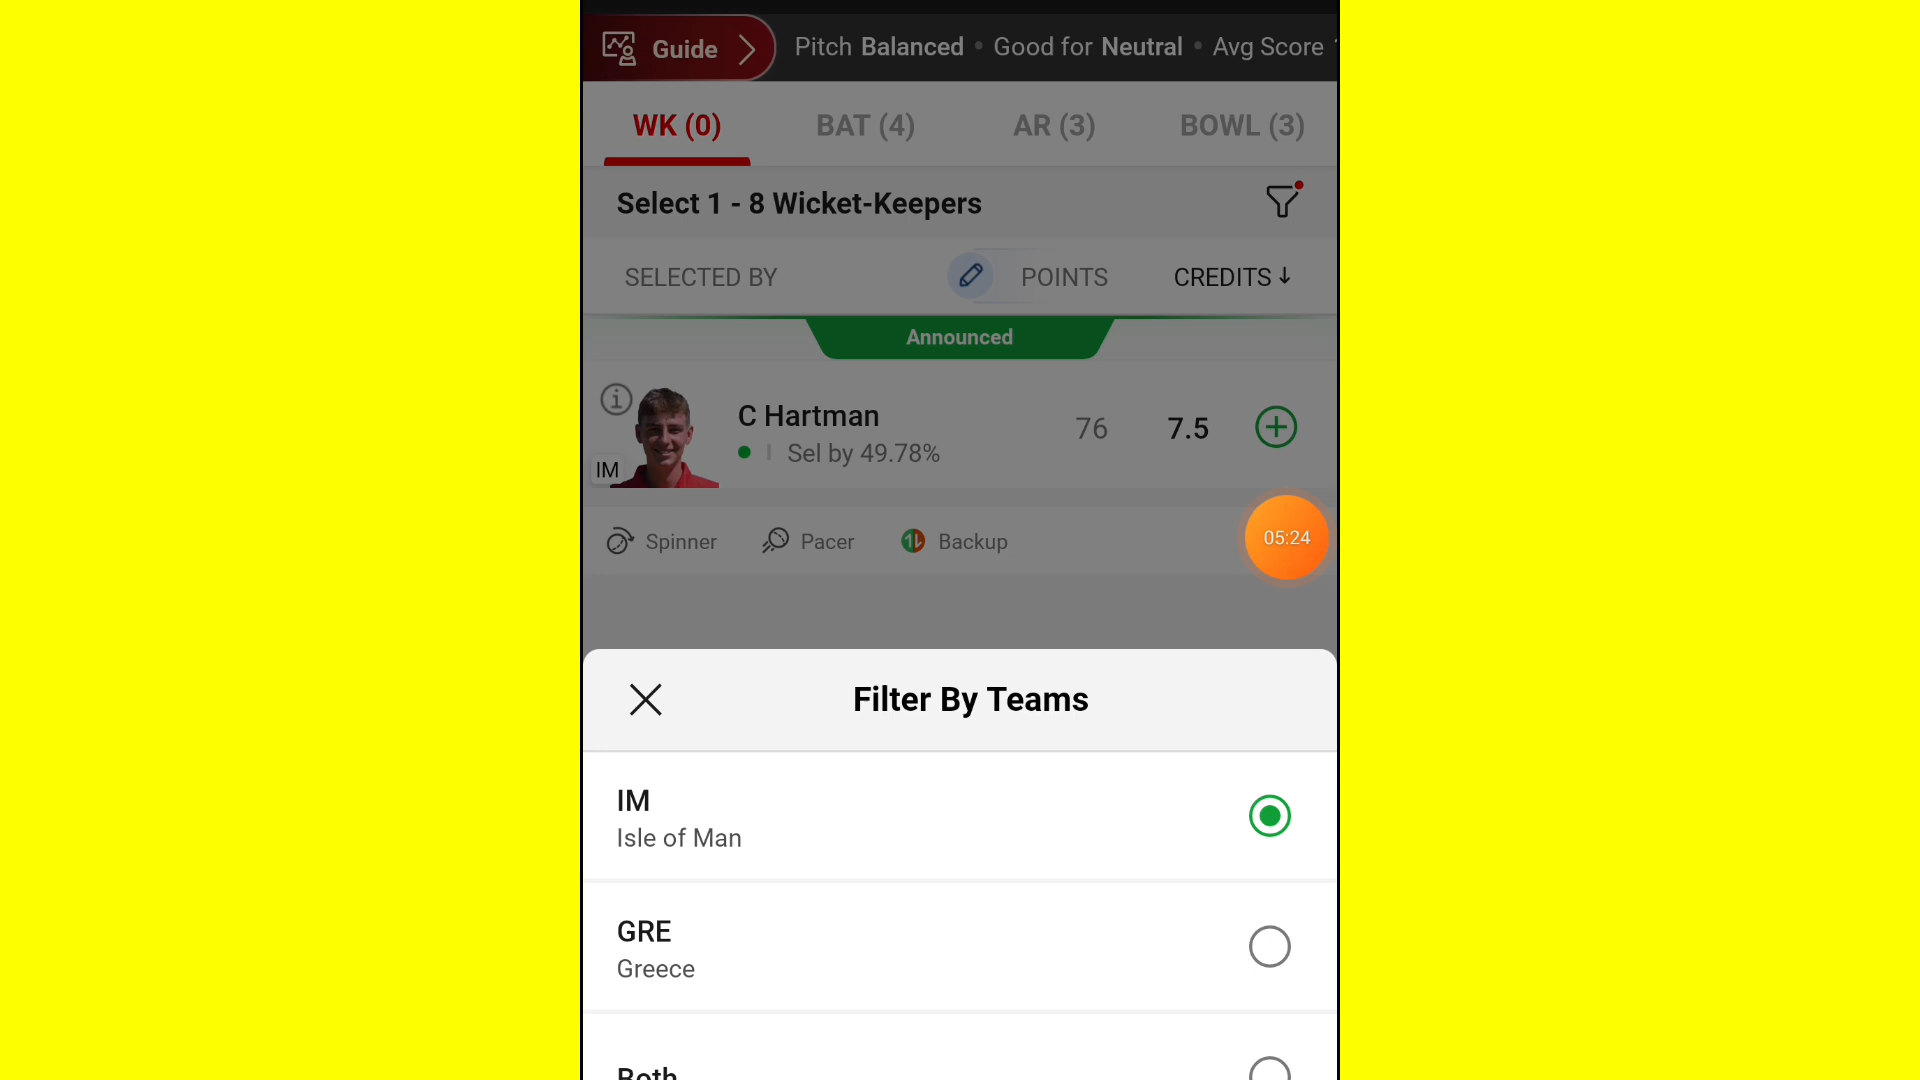 Guide
Pitch Balanced • Good for Neutral • Avg Score
WK (0) BAT (4) AR (3) BOWL (3)
Select 1 - 8 Wicket-Keepers
SELECTED BY POINTS CREDITS ↓
Announced
C Hartman 76 7.5
Sel by 49.78%
IM
Spinner Pacer Backup
05:24
Filter By Teams
IM
Isle of Man
GRE
Greece
Both